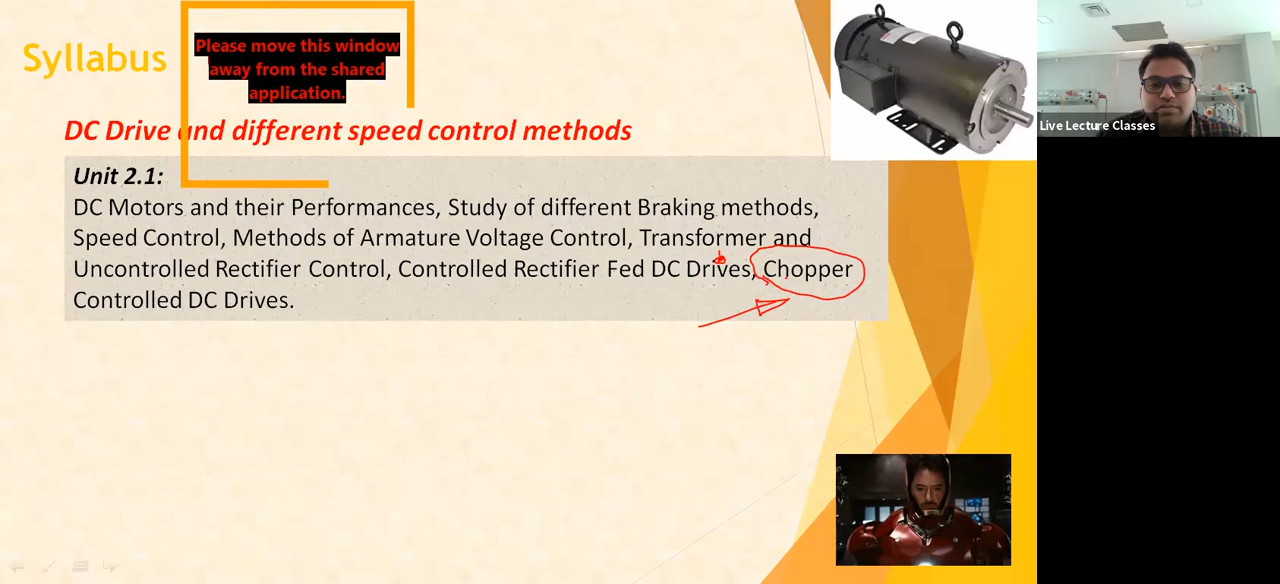 Syllabus
Please move this window
away from the shared
application.
DC Drive and different speed control methods
Unit 2.1:
DC Motors and their Performances, Study of different Braking methods,
Speed Control, Methods of Armature Voltage Control, Transformer and
Uncontrolled Rectifier Control, Controlled Rectifier Fed DC Drives, Chopper
Controlled DC Drives.
Live Lecture Classes